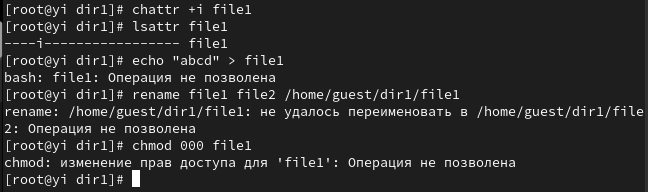 [root@yi dir1]# chattr +i file1
[root@yi dir1]# lsattr file1
----i----------------- file1
[root@yi dir1]# echo "abcd" > file1
bash: file1: Операция не позволена
[root@yi dir1]# rename file1 file2 /home/guest/dir1/file1
rename: /home/guest/dir1/file1: не удалось переименовать в /home/guest/dir1/file
2: Операция не позволена
[root@yi dir1]# chmod 000 file1
chmod: изменение прав доступа для 'file1': Операция не позволена
[root@yi dir1]#